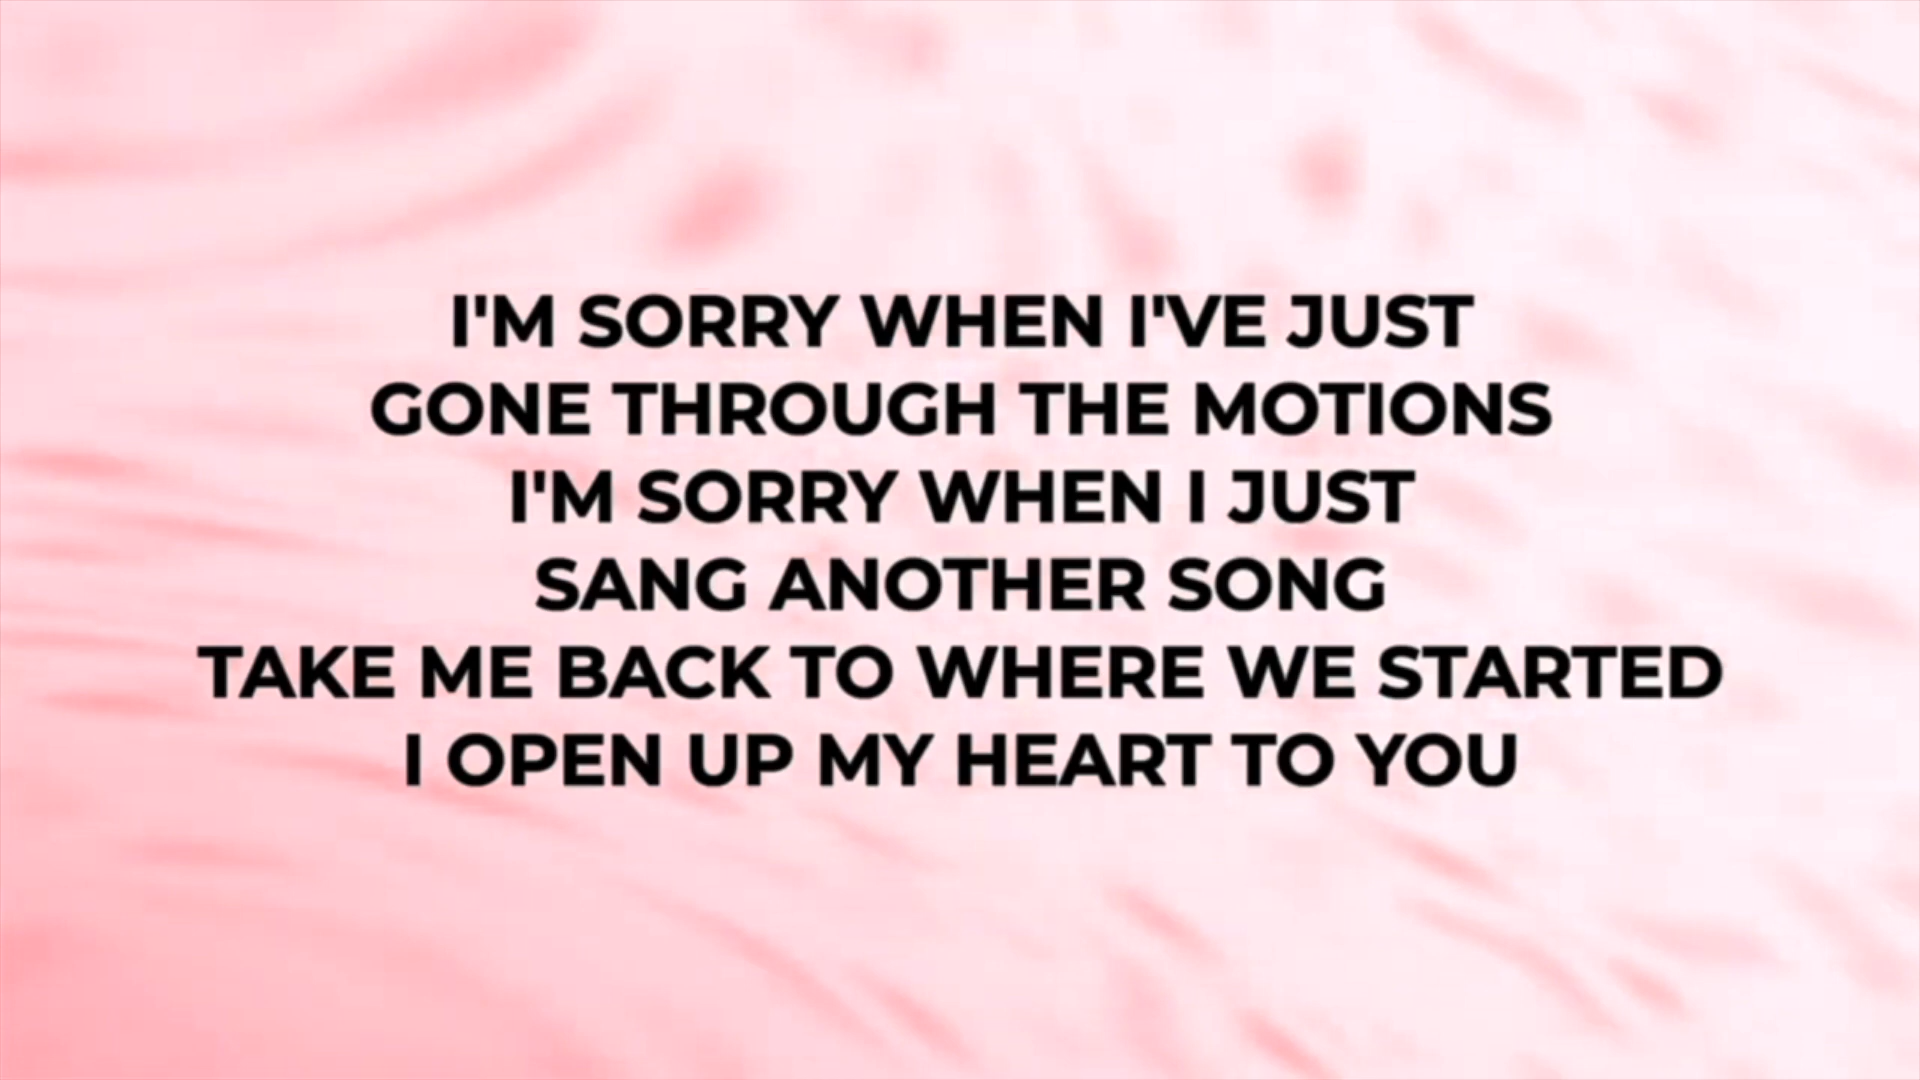 I'M SORRY WHEN I'VE JUST
GONE THROUGH THE MOTIONS
I'M SORRY WHEN I JUST
SANG ANOTHER SONG
TAKE ME BACK TO WHERE WE STARTED
I OPEN UP MY HEART TO YOU